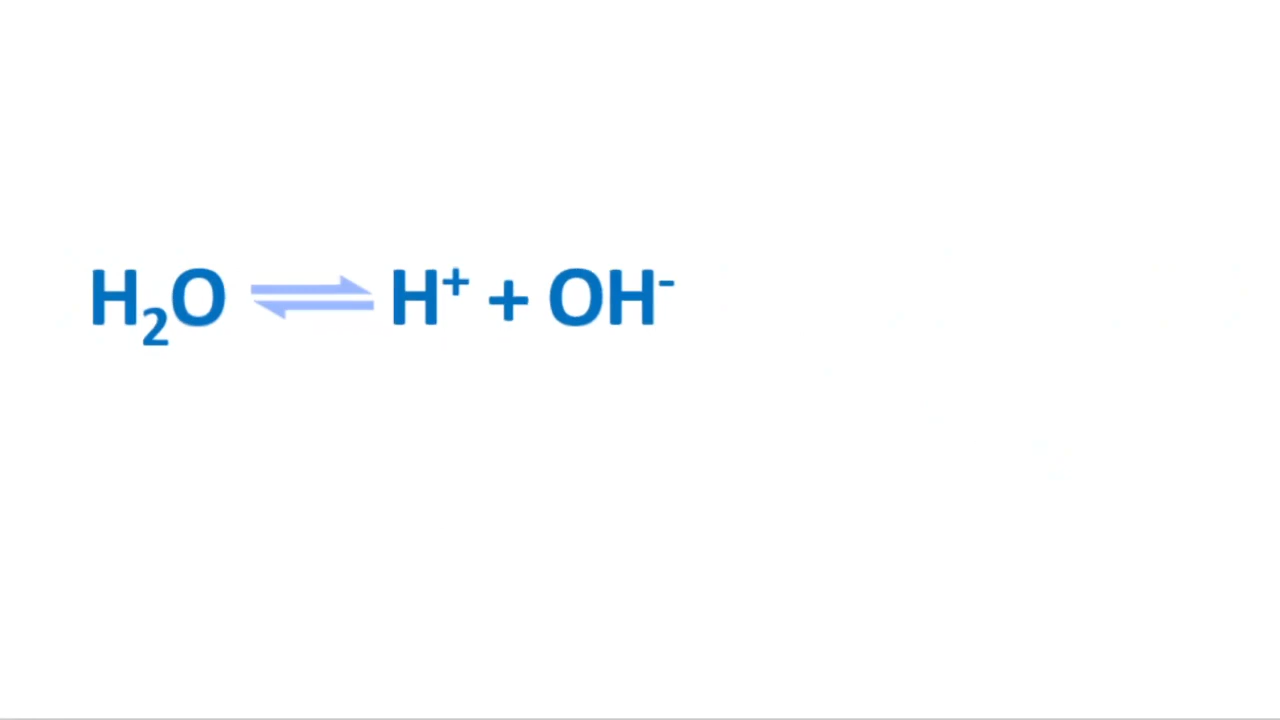 H₂O ⇌ H⁺ + OH⁻